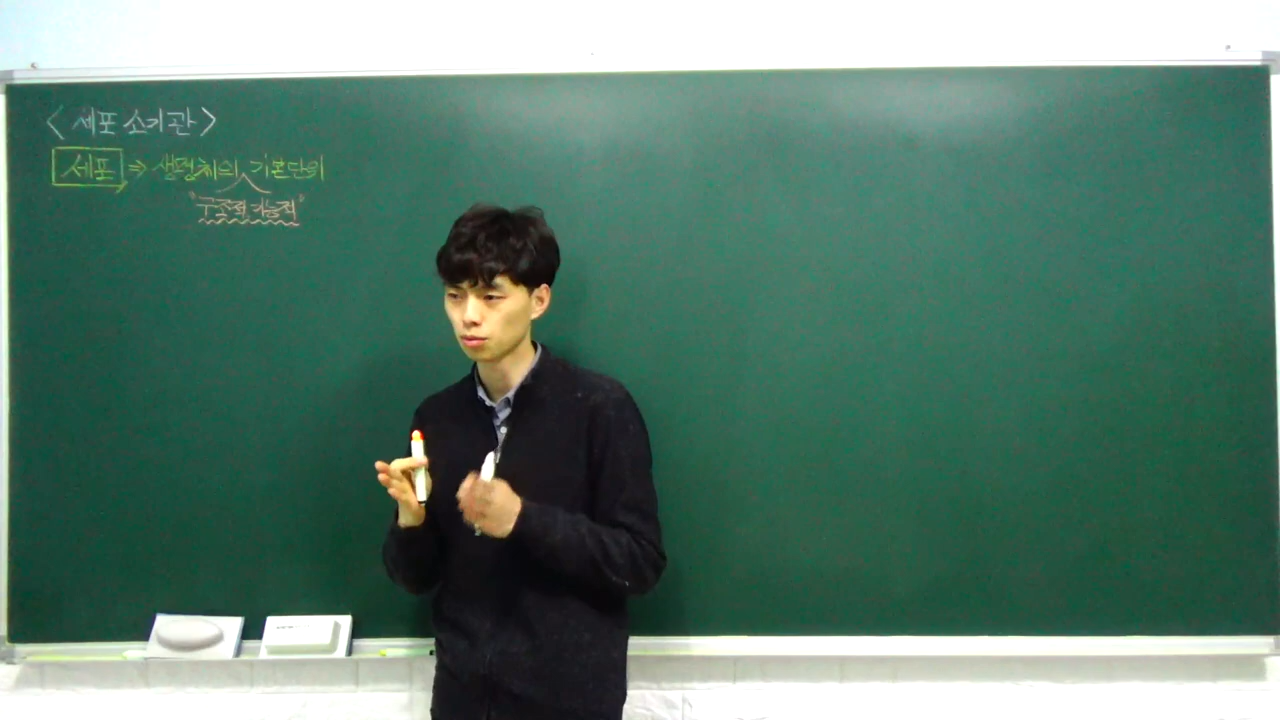 < 세포 소기관 >
세포 ⇒ 생명체의 기본단위
"구조적 기능적"